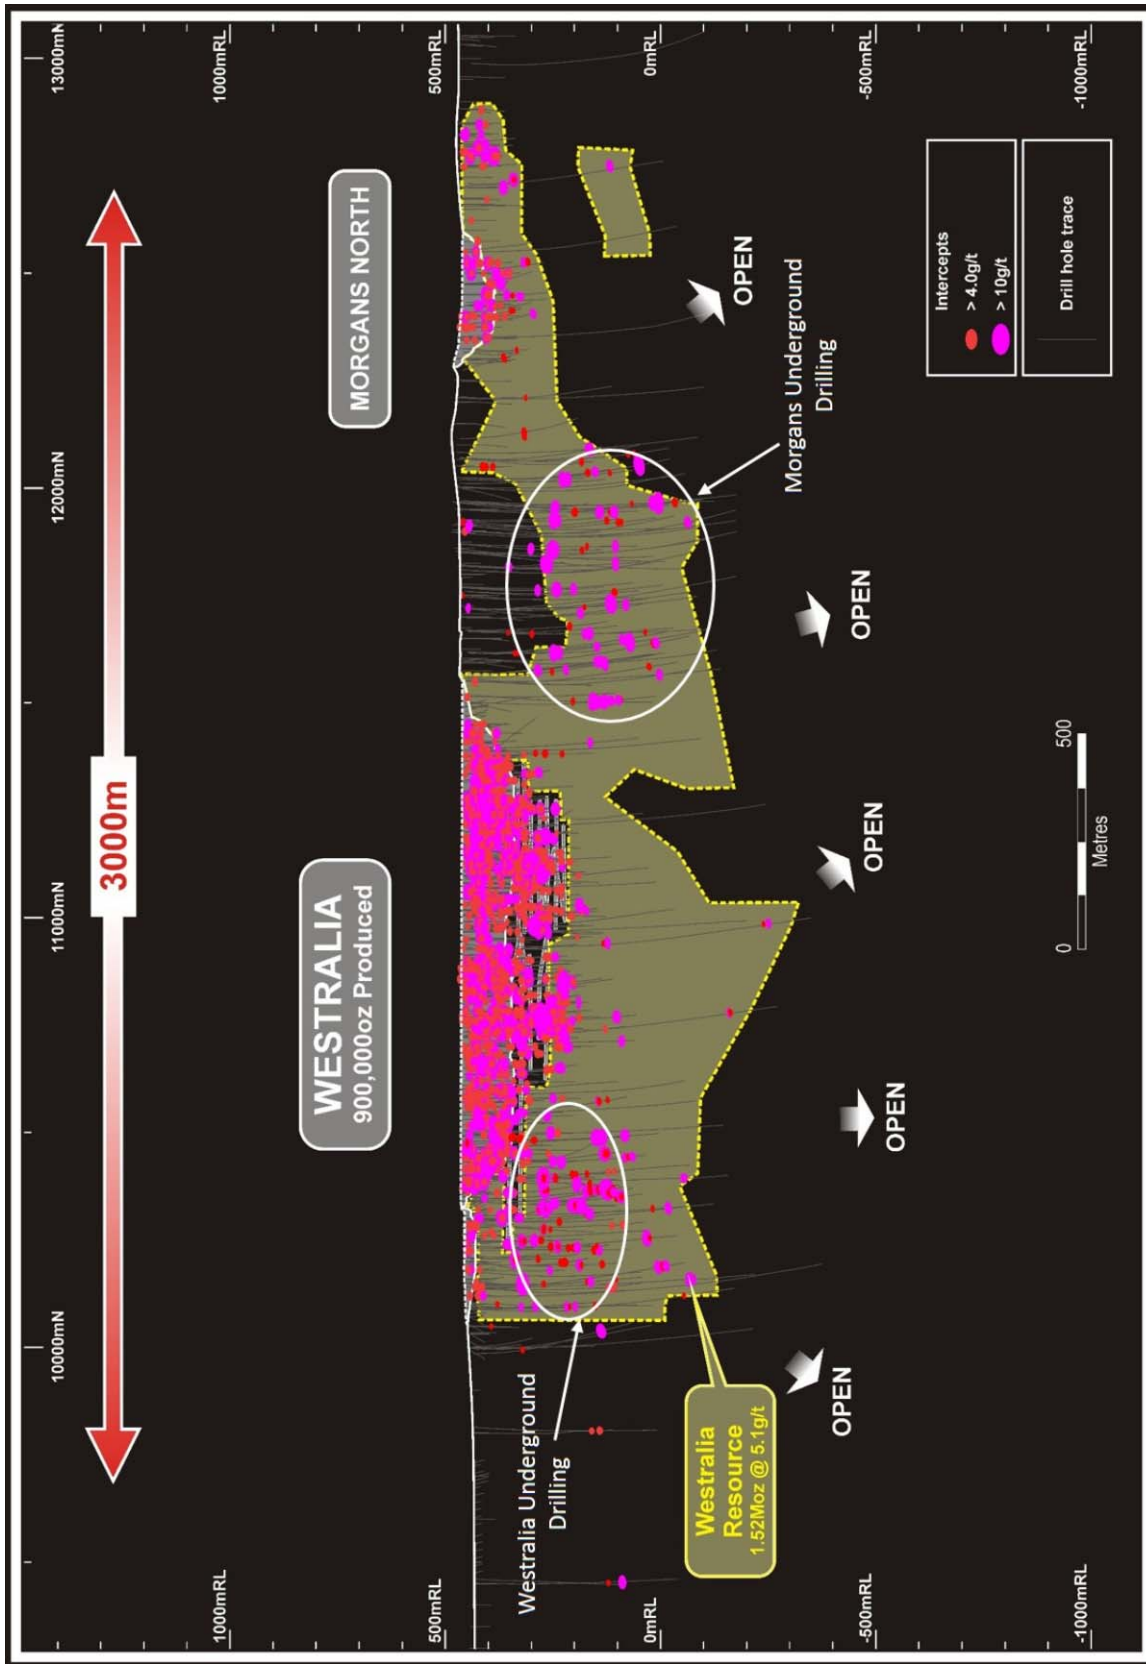 3000m
10000mN
11000mN
12000mN
13000mN
1000mRL
1000mRL
WESTRALIA
900,000oz Produced
MORGANS NORTH
500mRL
500mRL
Westralia Underground
Drilling
0mRL
0mRL
Westralia
Resource
1.52Moz @ 5.1g/t
Morgans Underground
Drilling
OPEN
OPEN
OPEN
OPEN
OPEN
-500mRL
-500mRL
0
500
Metres
Intercepts
> 4.0g/t
> 10g/t
Drill hole trace
-1000mRL
-1000mRL